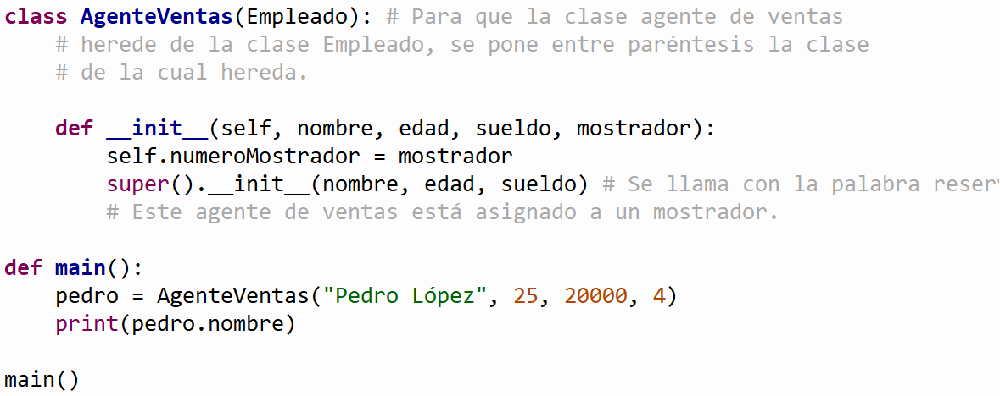 class AgenteVentas(Empleado): # Para que la clase agente de ventas
# herede de la clase Empleado, se pone entre paréntesis la clase
# de la cual hereda.
def __init__(self, nombre, edad, sueldo, mostrador):
self.numeroMostrador = mostrador
super().__init__(nombre, edad, sueldo) # Se llama con la palabra
# Este agente de ventas está asignado a un mostrador.
def main():
pedro = AgenteVentas("Pedro López", 25, 20000, 4)
print(pedro.nombre)
main()